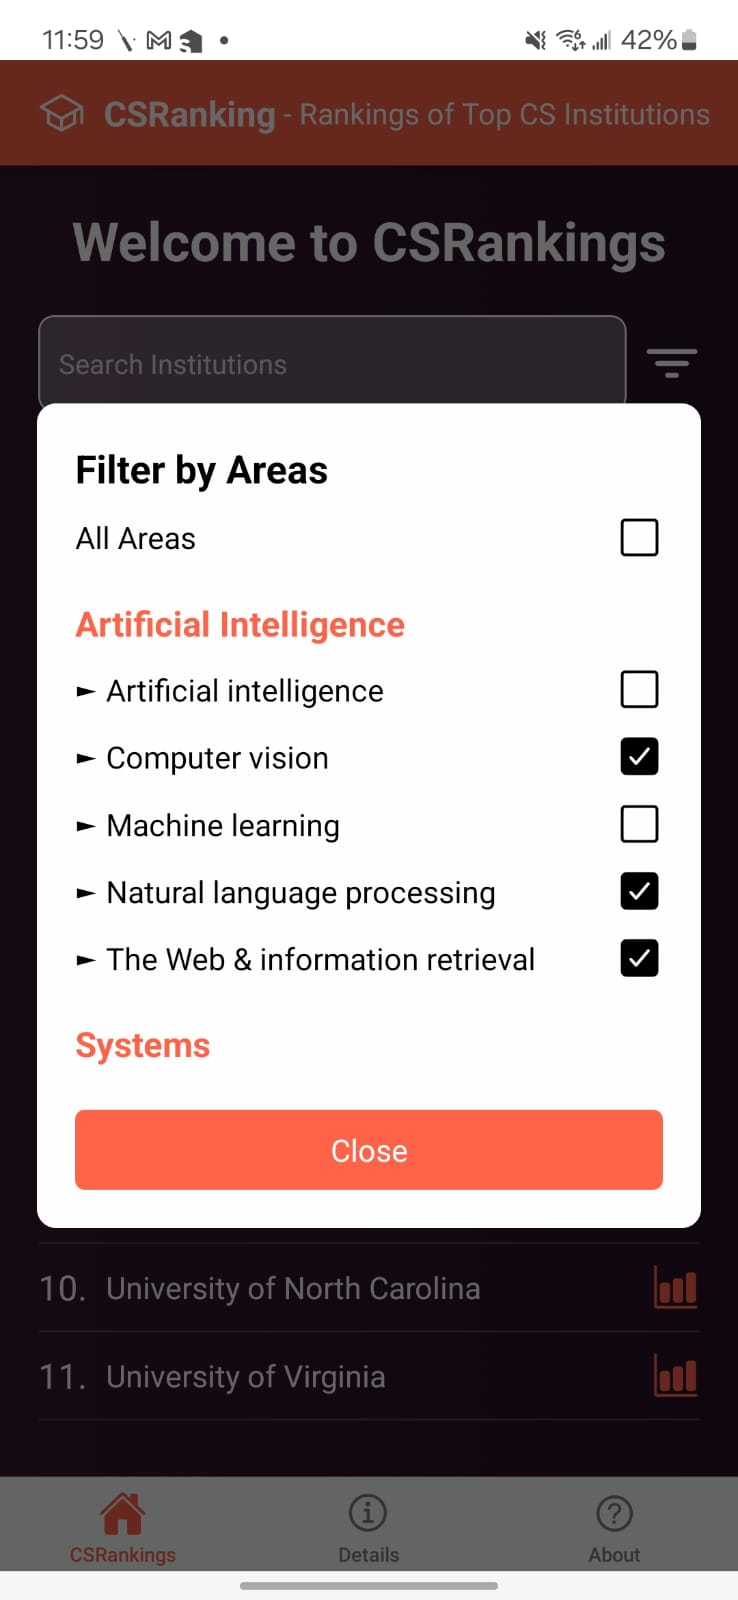 11:59 42%
CSRanking - Rankings of Top CS Institutions
Welcome to CSRankings
Search Institutions
Filter by Areas
All Areas
Artificial Intelligence
► Artificial intelligence
► Computer vision
► Machine learning
► Natural language processing
► The Web & information retrieval
Systems
Close
10. University of North Carolina
11. University of Virginia
CSRankings Details About